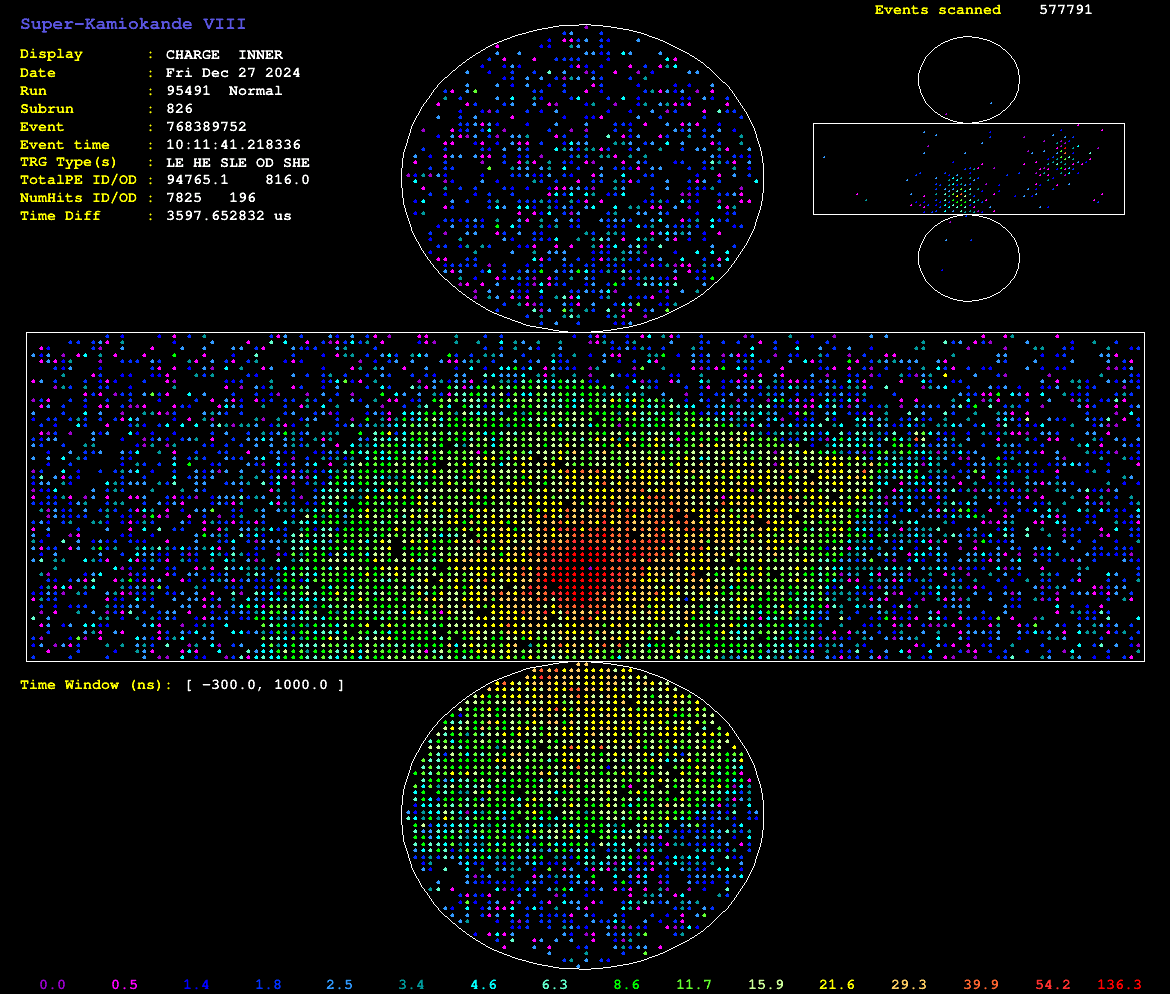 Super-Kamiokande VIII
Events scanned 577791
Display : CHARGE INNER
Date : Fri Dec 27 2024
Run : 95491 Normal
Subrun : 826
Event : 768389752
Event time : 10:11:41.218336
TRG Type(s) : LE HE SLE OD SHE
TotalPE ID/OD : 94765.1 816.0
NumHits ID/OD : 7825 196
Time Diff : 3597.652832 us
Time Window (ns): [ −300.0, 1000.0 ]
0.0 0.5 1.4 1.8 2.5 3.4 4.6 6.3 8.6 11.7 15.9 21.6 29.3 39.9 54.2 136.3